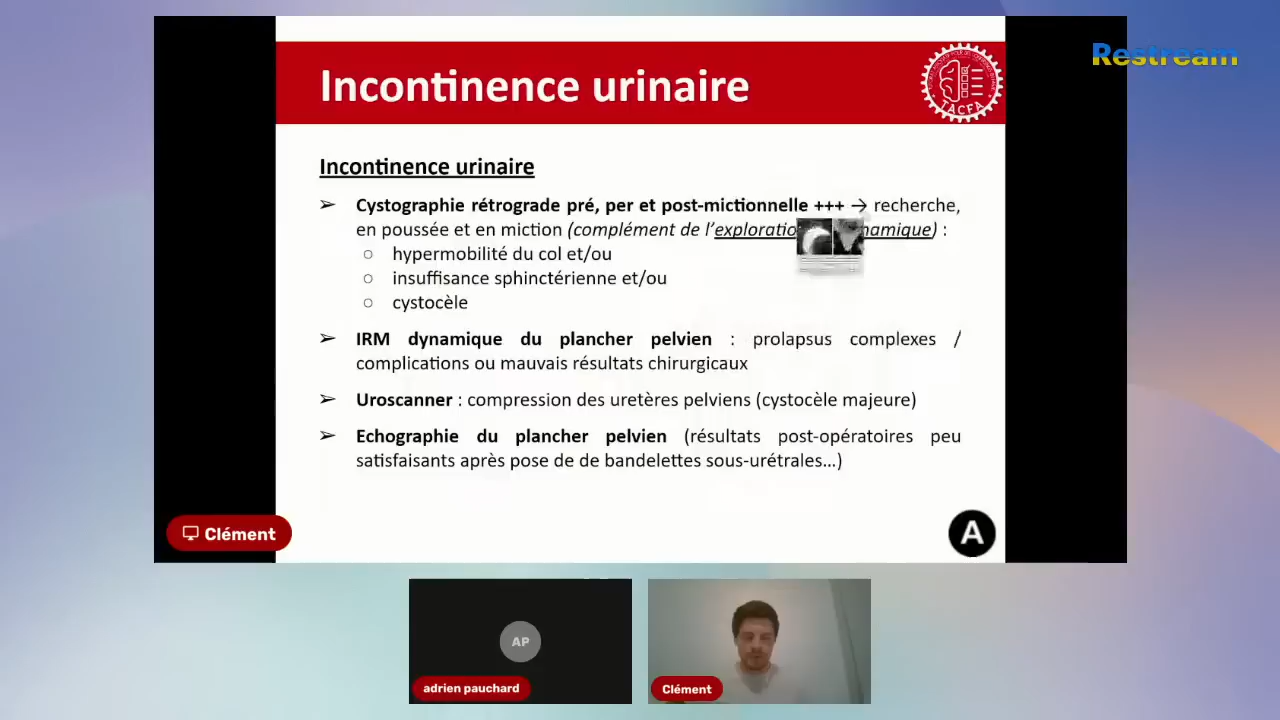 Restream
Incontinence urinaire
TACFA
Incontinence urinaire
➢ Cystographie rétrograde pré, per et post-mictionnelle +++ → recherche,
en poussée et en miction (complément de l’ ) :
○ hypermobilité du col et/ou
○ insuffisance sphinctérienne et/ou
○ cystocèle
➢ IRM dynamique du plancher pelvien : prolapsus complexes /
complications ou mauvais résultats chirurgicaux
➢ Uroscanner : compression des uretères pelviens (cystocèle majeure)
➢ Echographie du plancher pelvien (résultats post-opératoires peu
satisfaisants après pose de de bandelettes sous-urétrales...)
Clément
A
AP
adrien pauchard
Clément